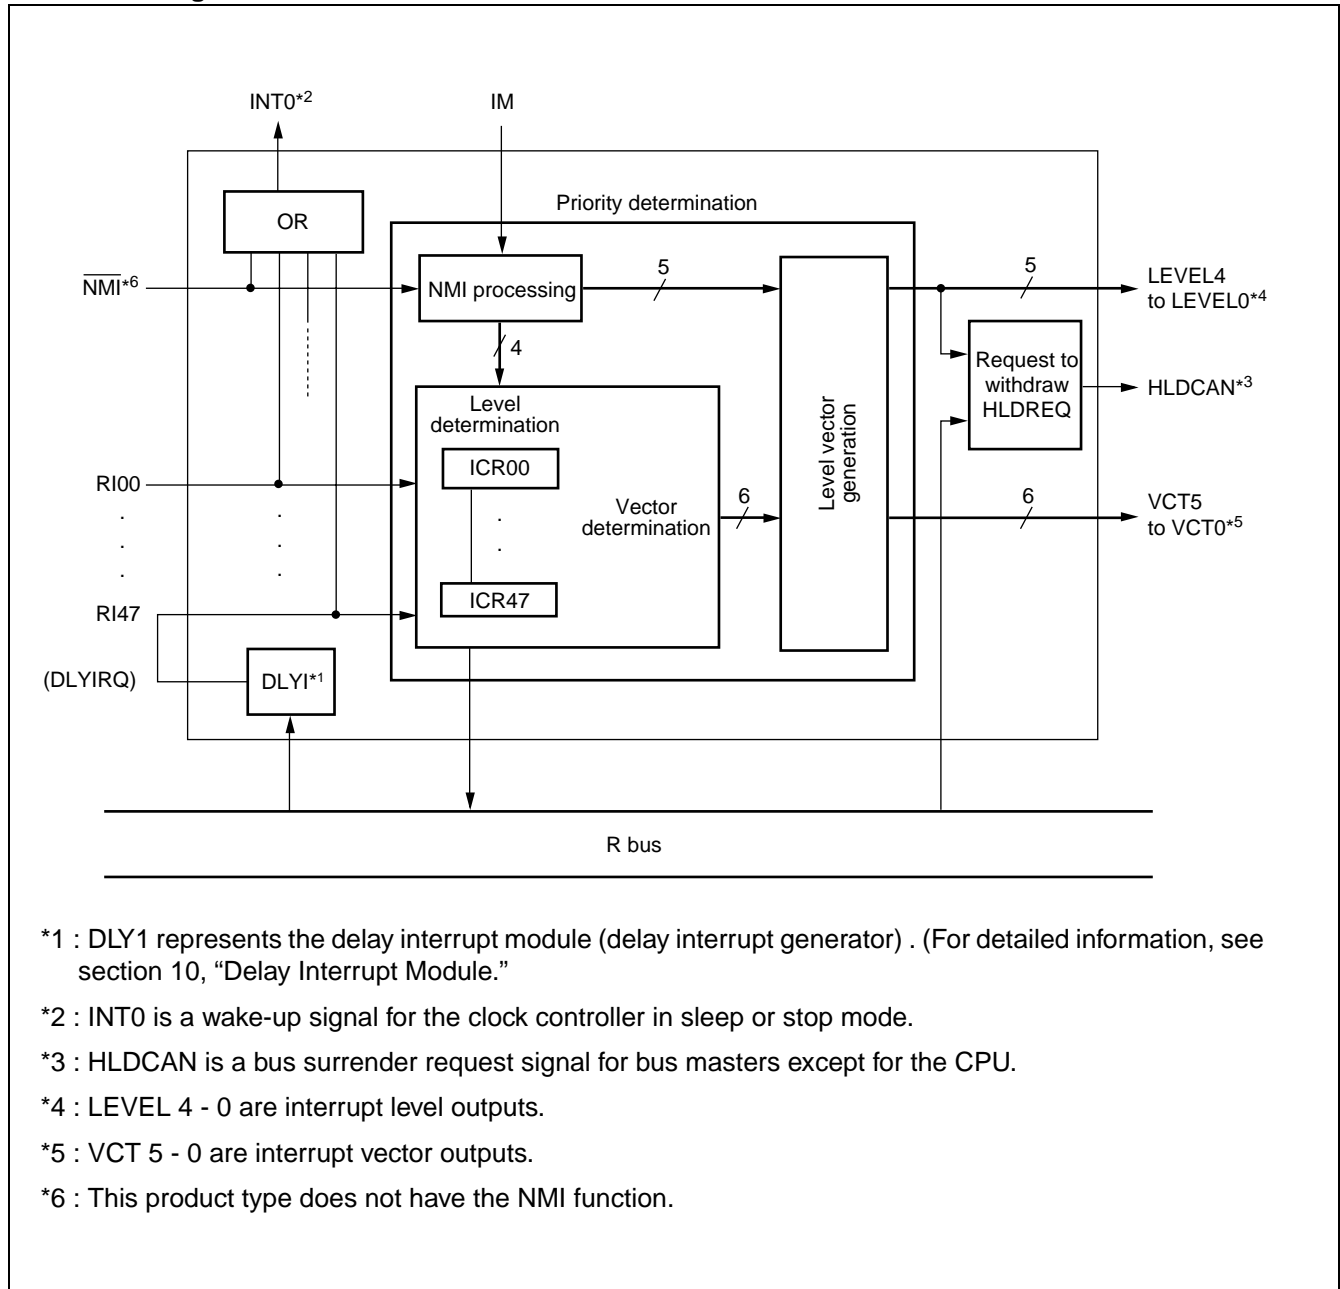 INT0*2
IM
OR
Priority determination
NMI*6
NMI processing
5
5
LEVEL4
to LEVEL0*4
4
Request to
withdraw
HLDREQ
HLDCAN*3
Level
determination
ICR00
Level vector
generation
RI00
.
.
.
.
.
.
.
.
Vector
determination
6
6
VCT5
to VCT0*5
ICR47
RI47
(DLYIRQ)
DLYI*1
R bus
*1 : DLY1 represents the delay interrupt module (delay interrupt generator) . (For detailed information, see
section 10, “Delay Interrupt Module.”
*2 : INT0 is a wake-up signal for the clock controller in sleep or stop mode.
*3 : HLDCAN is a bus surrender request signal for bus masters except for the CPU.
*4 : LEVEL 4 - 0 are interrupt level outputs.
*5 : VCT 5 - 0 are interrupt vector outputs.
*6 : This product type does not have the NMI function.